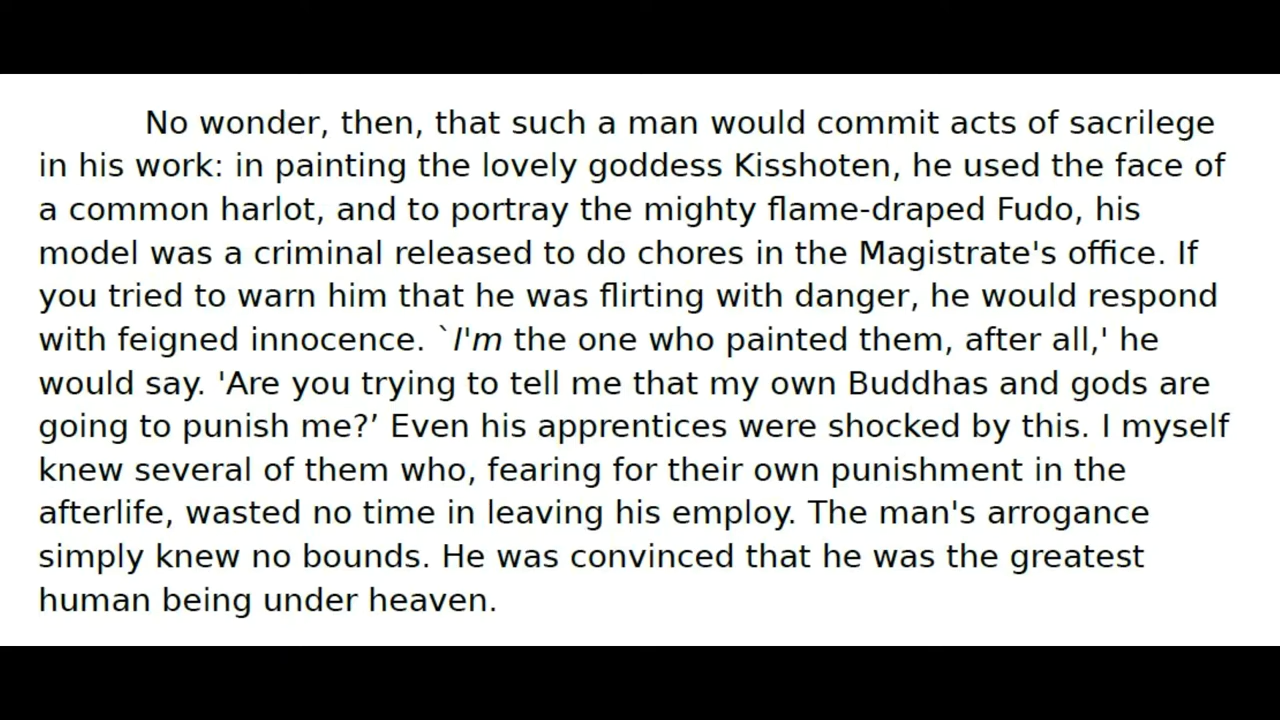 No wonder, then, that such a man would commit acts of sacrilege
in his work: in painting the lovely goddess Kisshoten, he used the face of
a common harlot, and to portray the mighty flame-draped Fudo, his
model was a criminal released to do chores in the Magistrate's office. If
you tried to warn him that he was flirting with danger, he would respond
with feigned innocence. `I'm the one who painted them, after all,' he
would say. 'Are you trying to tell me that my own Buddhas and gods are
going to punish me?’ Even his apprentices were shocked by this. I myself
knew several of them who, fearing for their own punishment in the
afterlife, wasted no time in leaving his employ. The man's arrogance
simply knew no bounds. He was convinced that he was the greatest
human being under heaven.